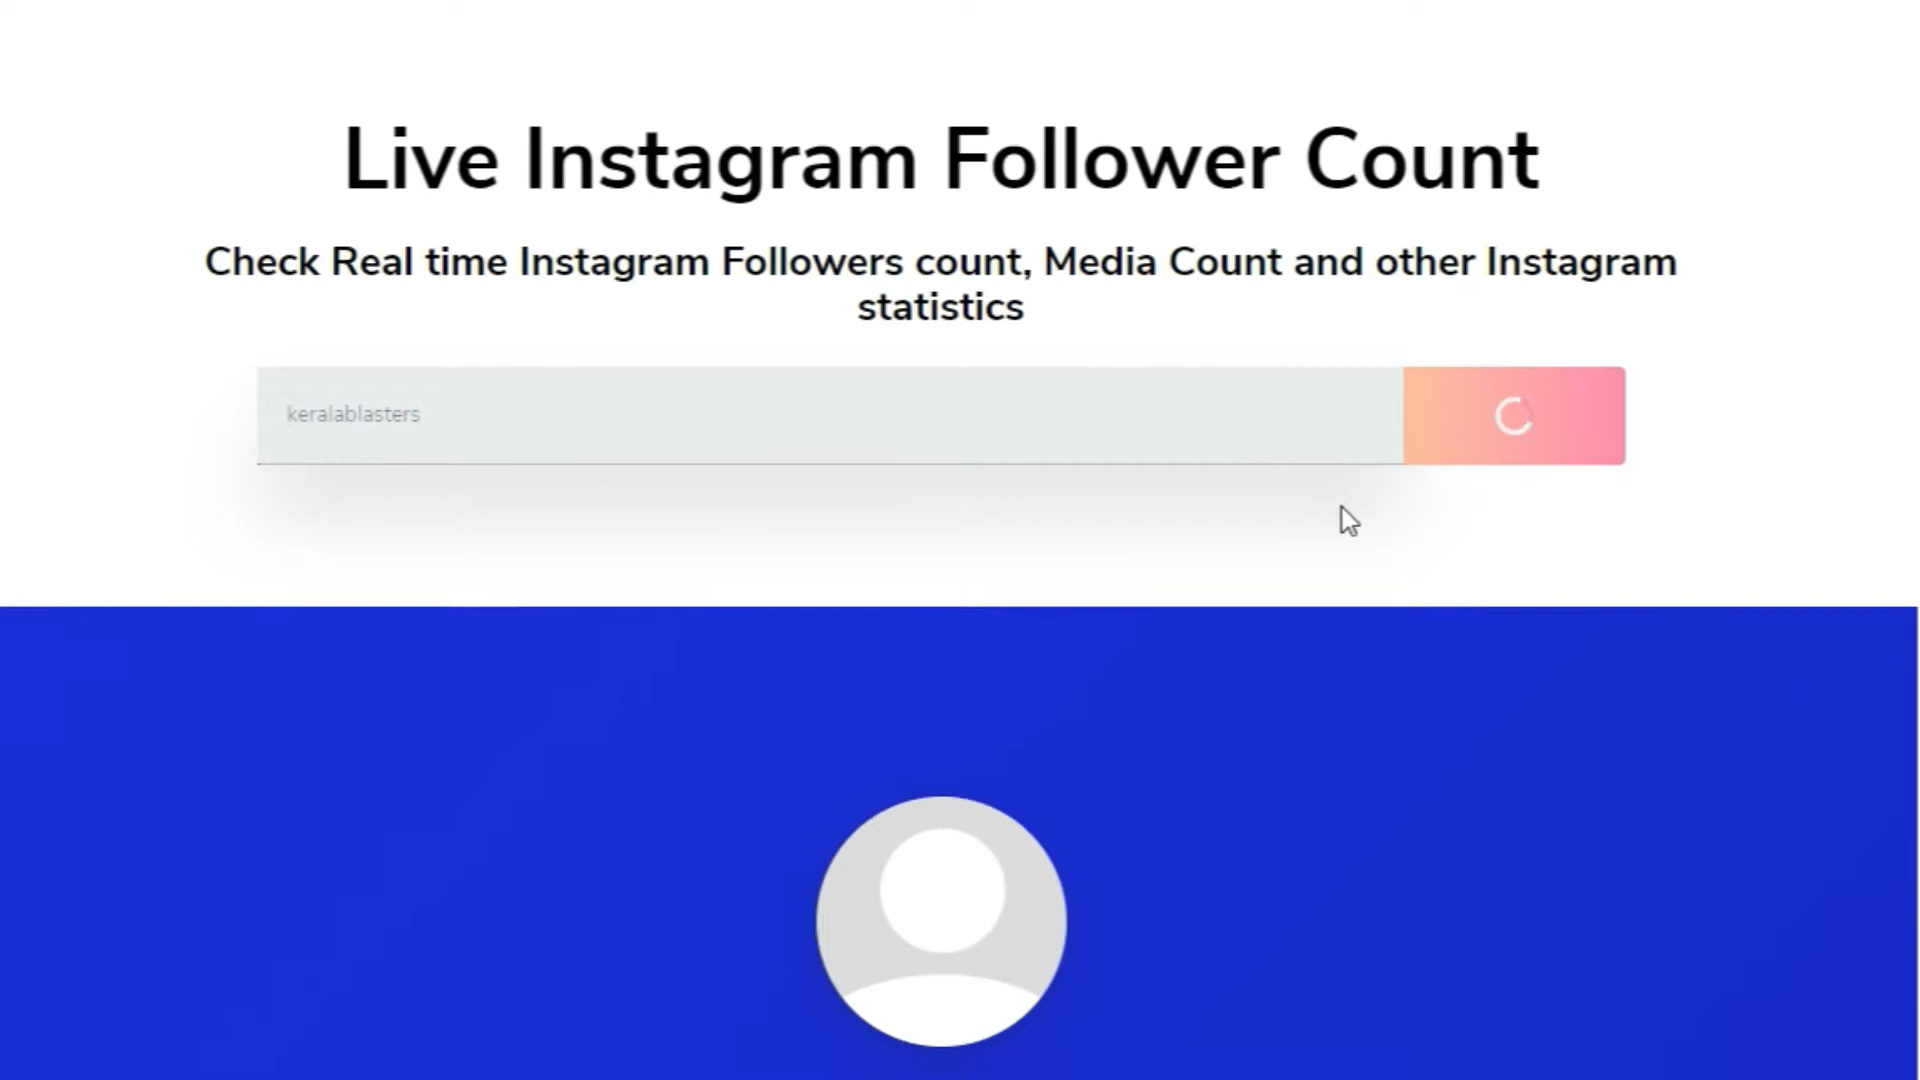 Live Instagram Follower Count
Check Real time Instagram Followers count, Media Count and other Instagram
statistics
keralablasters